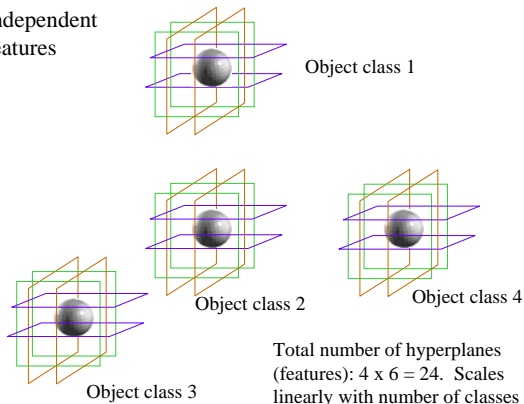 eatures
Object class 1
Object class 2
Object class 4
Object class 3
Total number of hyperplanes
(features): 4 x 6 = 24. Scales
linearly with number of classes